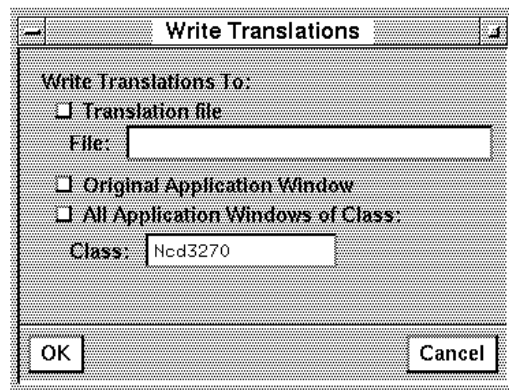 Write Translations
Write Translations To:
Translation file
File:
Original Application Window
All Application Windows of Class:
Class: Ncd3270
OK Cancel